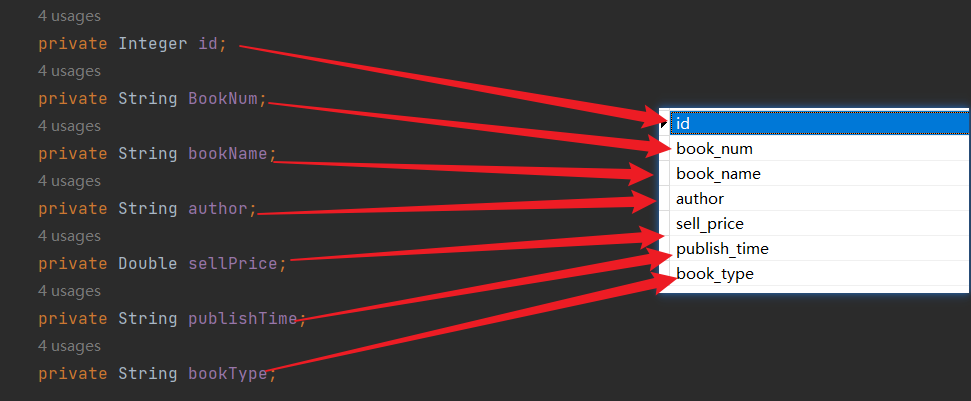 4 usages
private Integer id;
4 usages
private String BookNum;
4 usages
private String bookName;
4 usages
private String author;
4 usages
private Double sellPrice;
4 usages
private String publishTime;
4 usages
private String bookType;
id
book_num
book_name
author
sell_price
publish_time
book_type